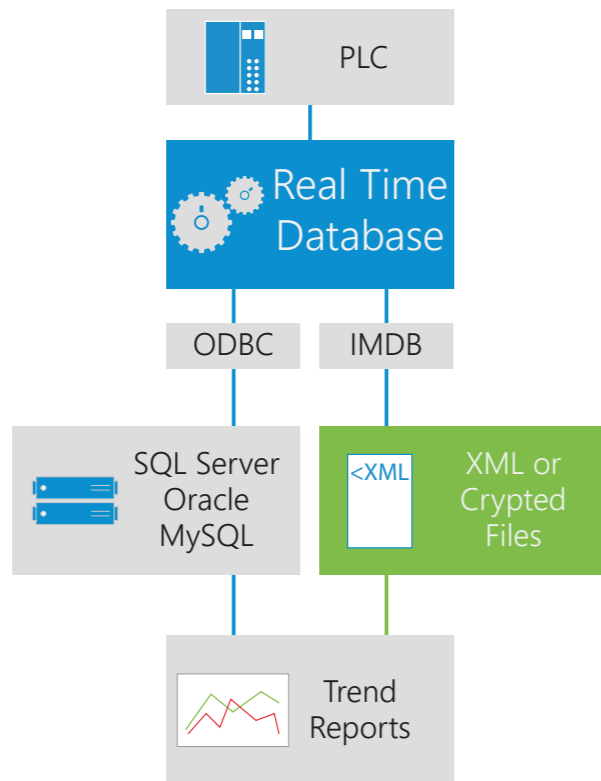 PLC
Real Time
Database
ODBC
IMDB
SQL Server
Oracle
MySQL
<XML
XML or
Crypted
Files
Trend
Reports